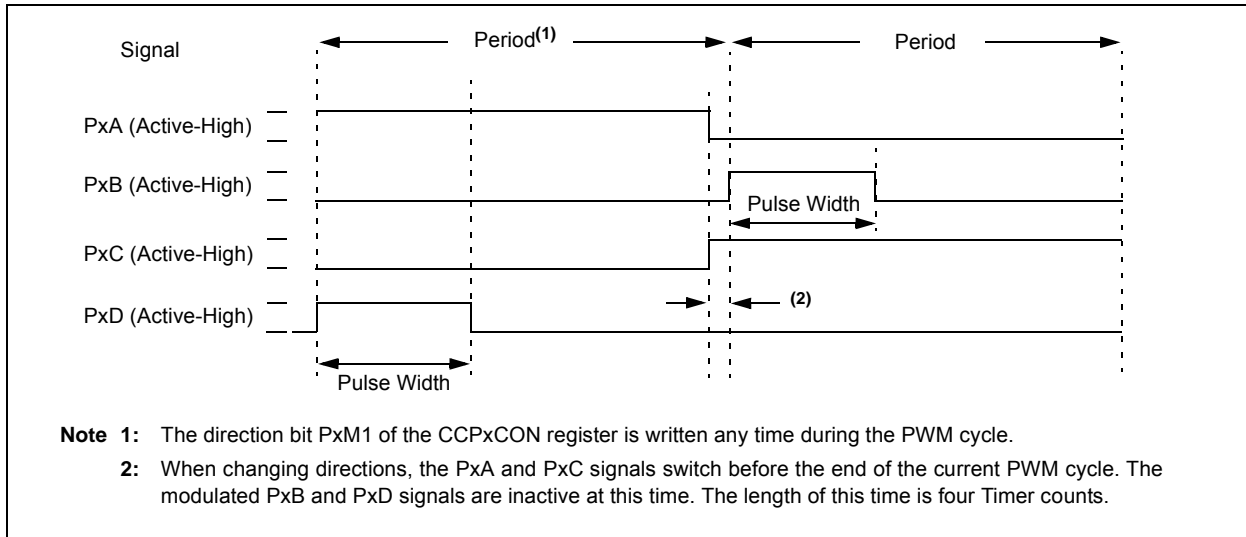 Signal
Period(1)
Period
PxA (Active-High)
PxB (Active-High)
Pulse Width
PxC (Active-High)
(2)
PxD (Active-High)
Pulse Width
Note 1: The direction bit PxM1 of the CCPxCON register is written any time during the PWM cycle.
2: When changing directions, the PxA and PxC signals switch before the end of the current PWM cycle. The
modulated PxB and PxD signals are inactive at this time. The length of this time is four Timer counts.